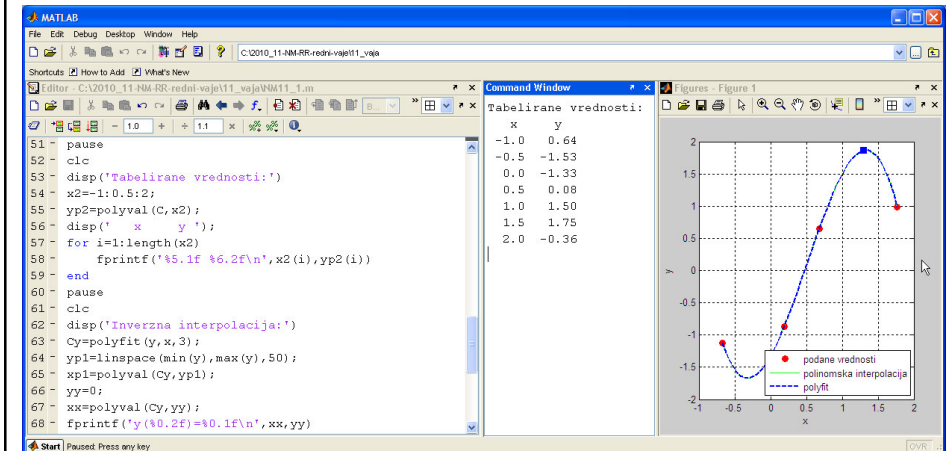 MATLAB
File Edit Debug Desktop Window Help
C:\2010_11-NM-RR-redni-vaje\11_vaja
Shortcuts How to Add What's New
Editor - C:\2010_11-NM-RR-redni-vaje\11_vaja\NM11_1.m
1.0 1.1
51 - pause
52 - clc
53 - disp('Tabelirane vrednosti:')
54 - x2=-1:0.5:2;
55 - yp2=polyval(C,x2);
56 - disp('   x     y ');
57 - for i=1:length(x2)
58 -     fprintf('%5.1f %6.2f\n',x2(i),yp2(i))
59 - end
60 - pause
61 - clc
62 - disp('Inverzna interpolacija:')
63 - Cy=polyfit(y,x,3);
64 - yp1=linspace(min(y),max(y),50);
65 - xp1=polyval(Cy,yp1);
66 - yy=0;
67 - xx=polyval(Cy,yy);
68 - fprintf('y(%0.2f)=%0.1f\n',xx,yy)
Command Window
Tabelirane vrednosti:
x y
-1.0 0.64
-0.5 -1.53
0.0 -1.33
0.5 0.08
1.0 1.50
1.5 1.75
2.0 -0.36
Figures - Figure 1
2
1.5
1
0.5
0
-0.5
-1
-1.5
-2
y
-1 -0.5 0 0.5 1 1.5 2
x
podane vrednosti
polinomska interpolacija
polyfit
Start Paused: Press any key
OVR